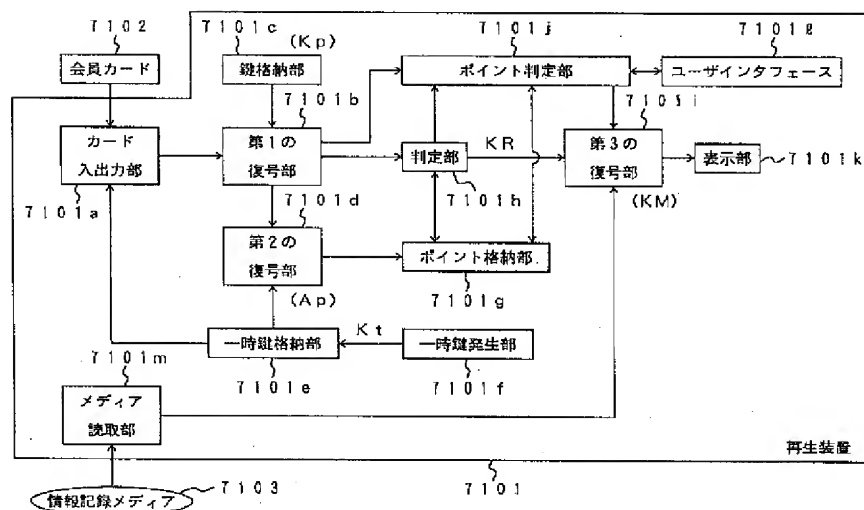 7102
会員カード
7101c
(Kp)
鍵格納部
7101j
ポイント判定部
7101ℓ
ユーザインタフェース
カード
入出力部
7101a
7101b
第1の
復号部
判定部
7101h
KR
7101i
第3の
復号部
(KM)
表示部
7101k
7101d
第2の
復号部
(Ap)
ポイント格納部
7101g
一時鍵格納部
7101e
Kt
一時鍵発生部
7101f
7101m
メディア
読取部
再生装置
7101
情報記録メディア
7103